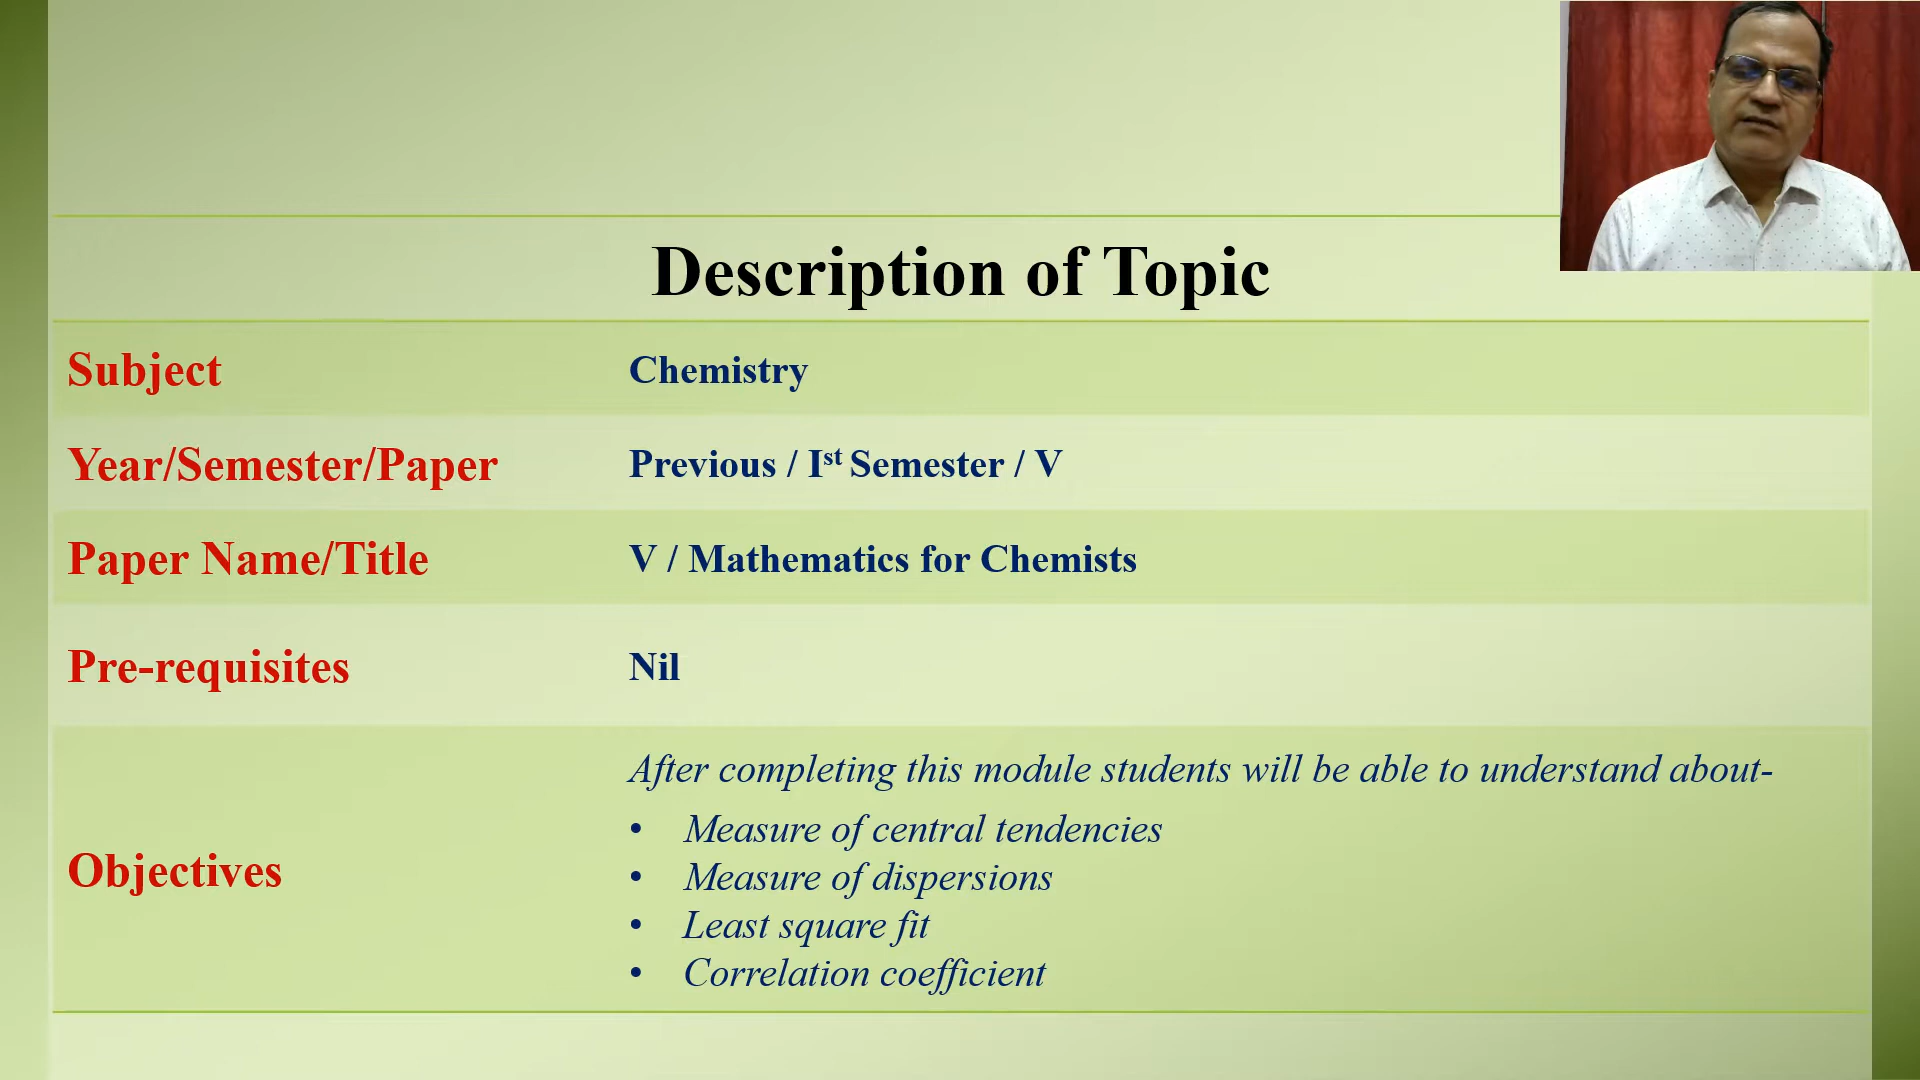 Description of Topic
Subject Chemistry
Year/Semester/Paper Previous / Ist Semester / V
Paper Name/Title V / Mathematics for Chemists
Pre-requisites Nil
Objectives
After completing this module students will be able to understand about-
• Measure of central tendencies
• Measure of dispersions
• Least square fit
• Correlation coefficient